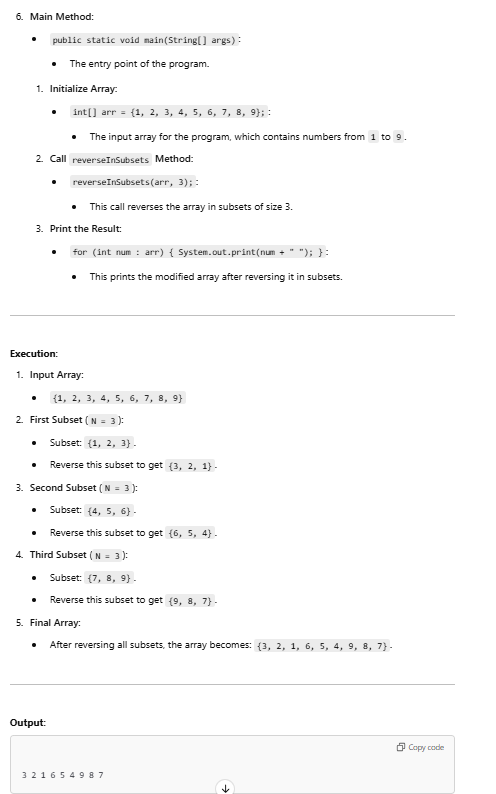 6. Main Method:
• public static void main(String[] args):
• The entry point of the program.
1. Initialize Array:
• int[] arr = {1, 2, 3, 4, 5, 6, 7, 8, 9};:
• The input array for the program, which contains numbers from 1 to 9.
2. Call reverseInSubsets Method:
• reverseInSubsets(arr, 3);:
• This call reverses the array in subsets of size 3.
3. Print the Result:
• for (int num : arr) { System.out.print(num + " "); }:
• This prints the modified array after reversing it in subsets.
Execution:
1. Input Array:
• {1, 2, 3, 4, 5, 6, 7, 8, 9}
2. First Subset (N = 3):
• Subset: {1, 2, 3}.
• Reverse this subset to get {3, 2, 1}.
3. Second Subset (N = 3):
• Subset: {4, 5, 6}.
• Reverse this subset to get {6, 5, 4}.
4. Third Subset (N = 3):
• Subset: {7, 8, 9}.
• Reverse this subset to get {9, 8, 7}.
5. Final Array:
• After reversing all subsets, the array becomes: {3, 2, 1, 6, 5, 4, 9, 8, 7}.
Output:
Copy code
3 2 1 6 5 4 9 8 7